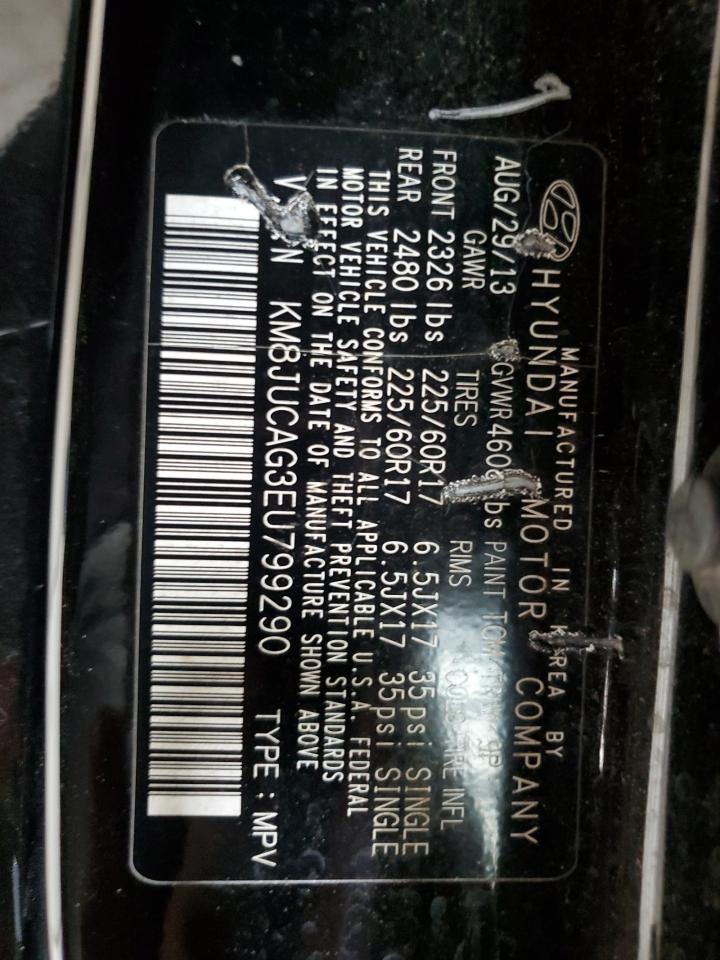 MANUFACTURED IN KOREA BY
HYUNDAI MOTOR COMPANY
AUG/29/13 GVWR 4606 lbs PAINT
GAWR TIRES RIMS COLD TIRE INFL
FRONT 2326 lbs 225/60R17 6.5JX17 35psi SINGLE
REAR 2480 lbs 225/60R17 6.5JX17 35psi SINGLE
THIS VEHICLE CONFORMS TO ALL APPLICABLE U.S.A. FEDERAL
MOTOR VEHICLE SAFETY AND THEFT PREVENTION STANDARDS
IN EFFECT ON THE DATE OF MANUFACTURE SHOWN ABOVE
VIN KM8JUCAG3EU799290 TYPE : MPV